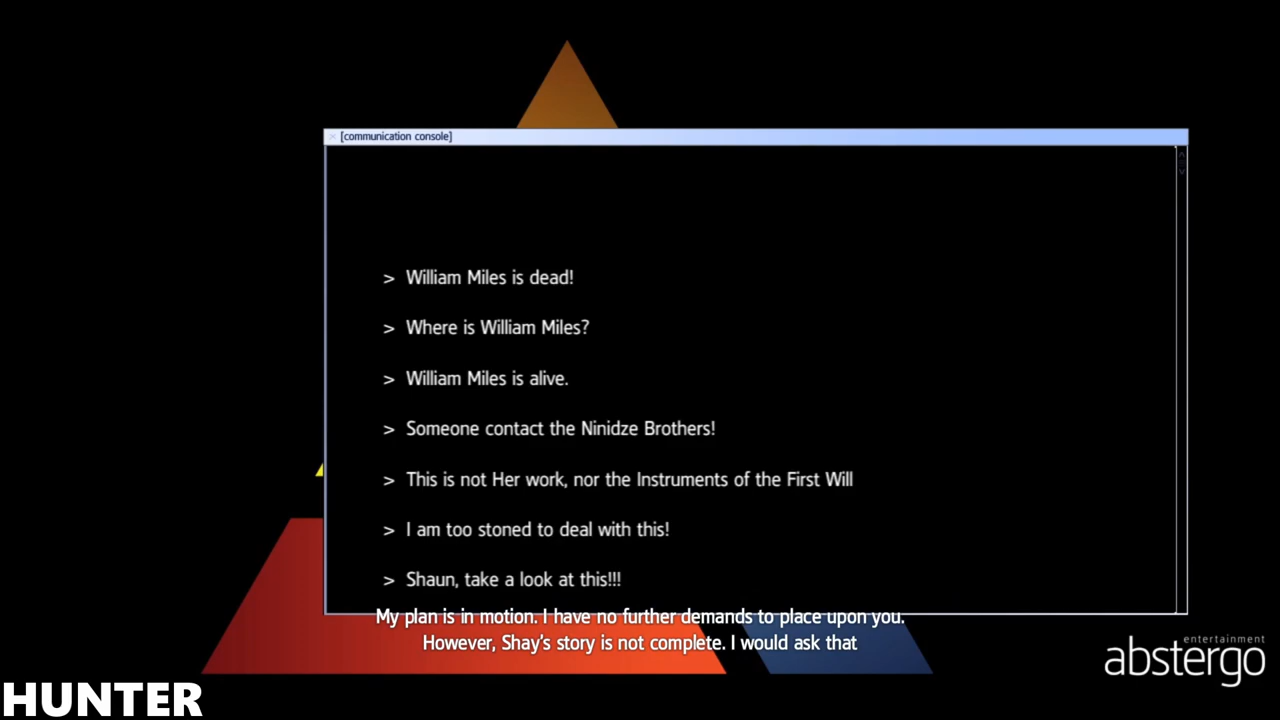 [communication console]
> William Miles is dead!
> Where is William Miles?
> William Miles is alive.
> Someone contact the Ninidze Brothers!
> This is not Her work, nor the Instruments of the First Will
> I am too stoned to deal with this!
> Shaun, take a look at this!!!
My plan is in motion. I have no further demands to place upon you.
However, Shay's story is not complete. I would ask that
entertainment
abstergo
HUNTER